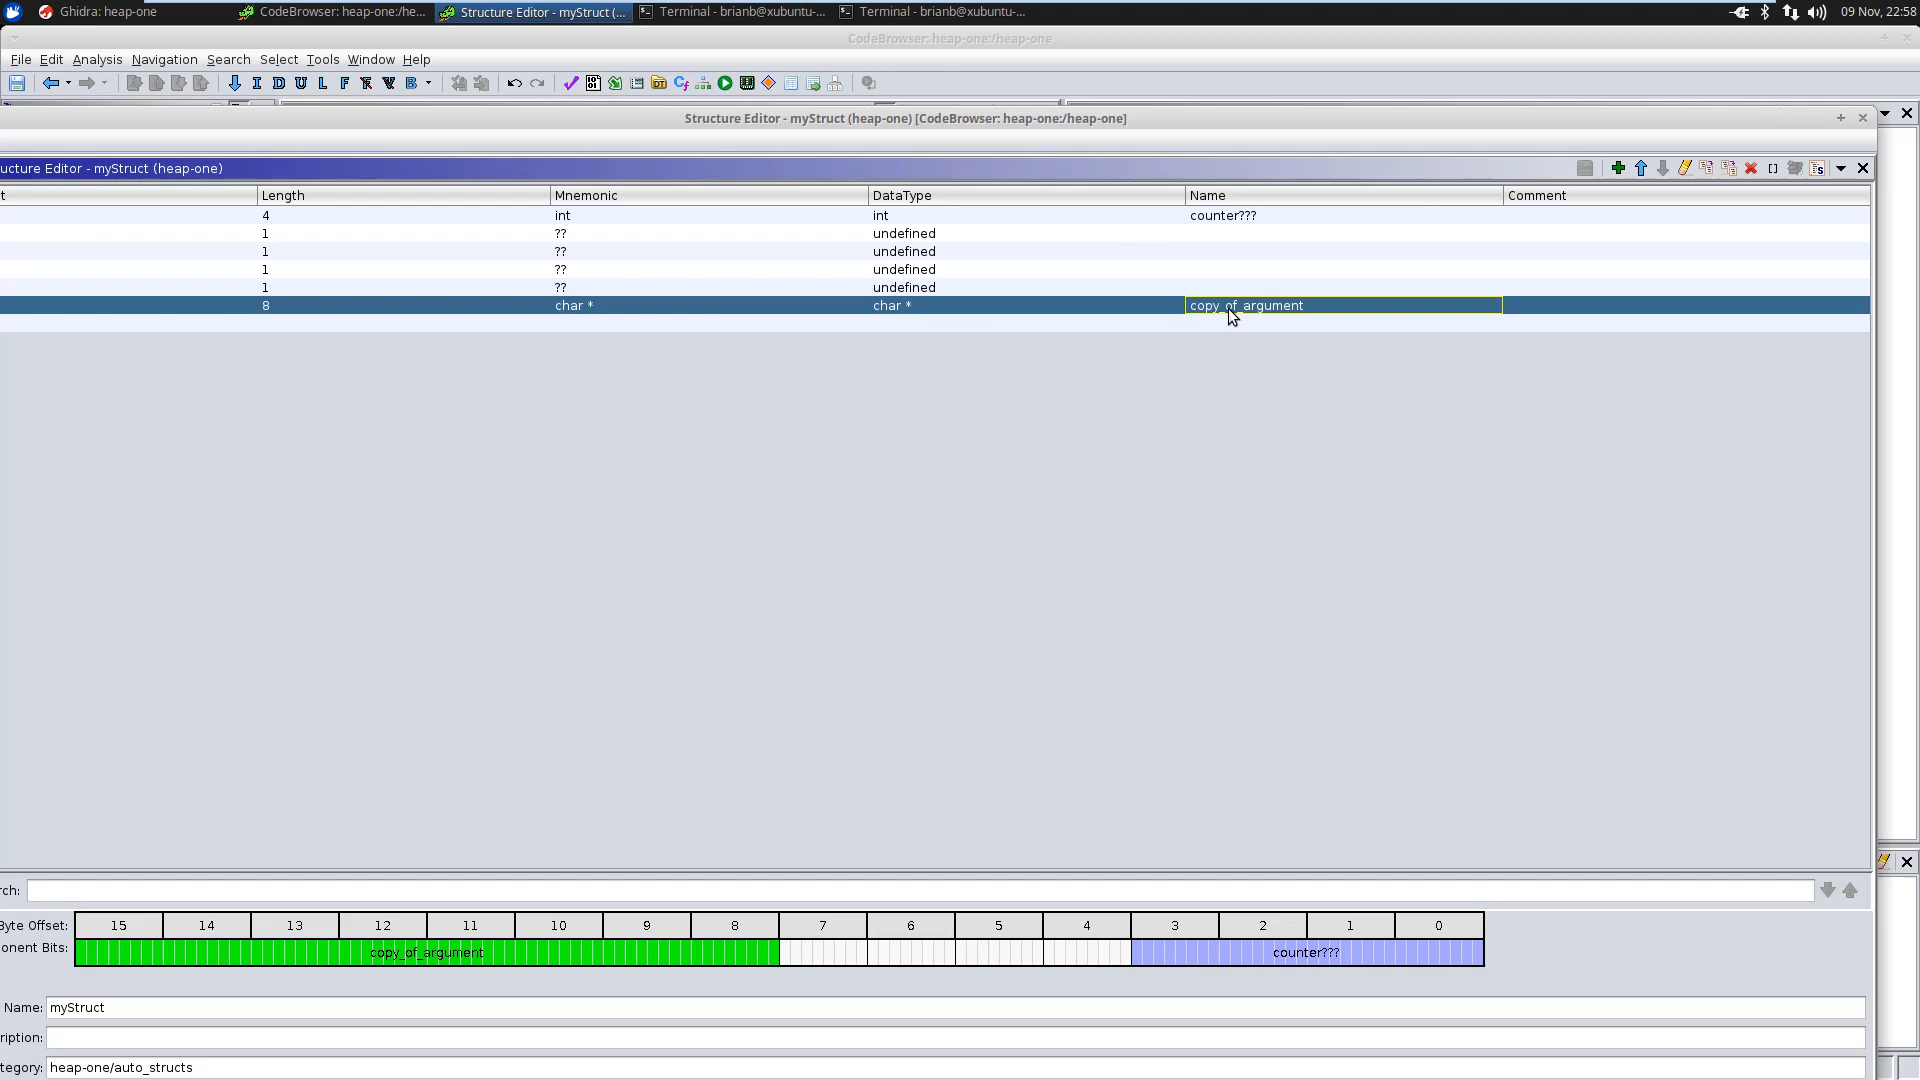 Ghidra: heap-one
CodeBrowser: heap-one:/he...
Structure Editor - myStruct (...
Terminal - brianb@xubuntu-...
Terminal - brianb@xubuntu-...
09 Nov, 22:58
CodeBrowser: heap-one:/heap-one
File Edit Analysis Navigation Search Select Tools Window Help
I D U L F B
Structure Editor - myStruct (heap-one) [CodeBrowser: heap-one:/heap-one]
ucture Editor - myStruct (heap-one)
t Length Mnemonic DataType Name Comment
4 int int counter???
1 ?? undefined
1 ?? undefined
1 ?? undefined
1 ?? undefined
8 char * char * copy_of_argument
rch:
Byte Offset: 15 14 13 12 11 10 9 8 7 6 5 4 3 2 1 0
onent Bits: copy_of_argument counter???
Name: myStruct
ription:
tegory: heap-one/auto_structs